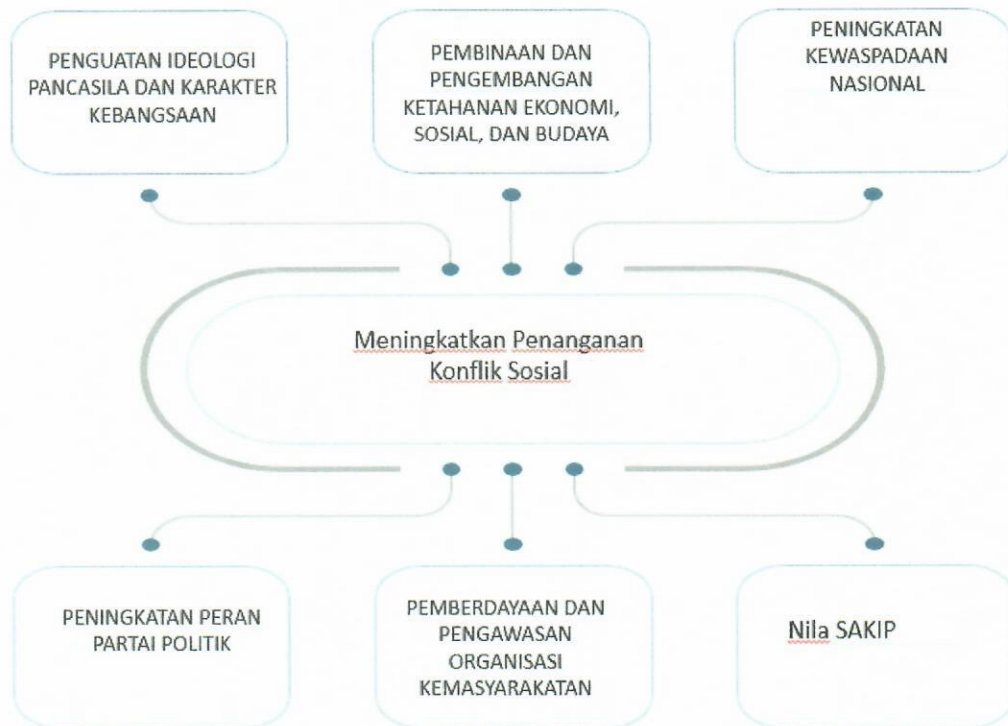 PENGUATAN IDEOLOGI
PANCASILA DAN KARAKTER
KEBANGSAAN
PEMBINAAN DAN
PENGEMBANGAN
KETAHANAN EKONOMI,
SOSIAL, DAN BUDAYA
PENINGKATAN
KEWASPADAAN
NASIONAL
Meningkatkan Penanganan
Konflik Sosial
PENINGKATAN PERAN
PARTAI POLITIK
PEMBERDAYAAN DAN
PENGAWASAN
ORGANISASI
KEMASYARAKATAN
Nila SAKIP